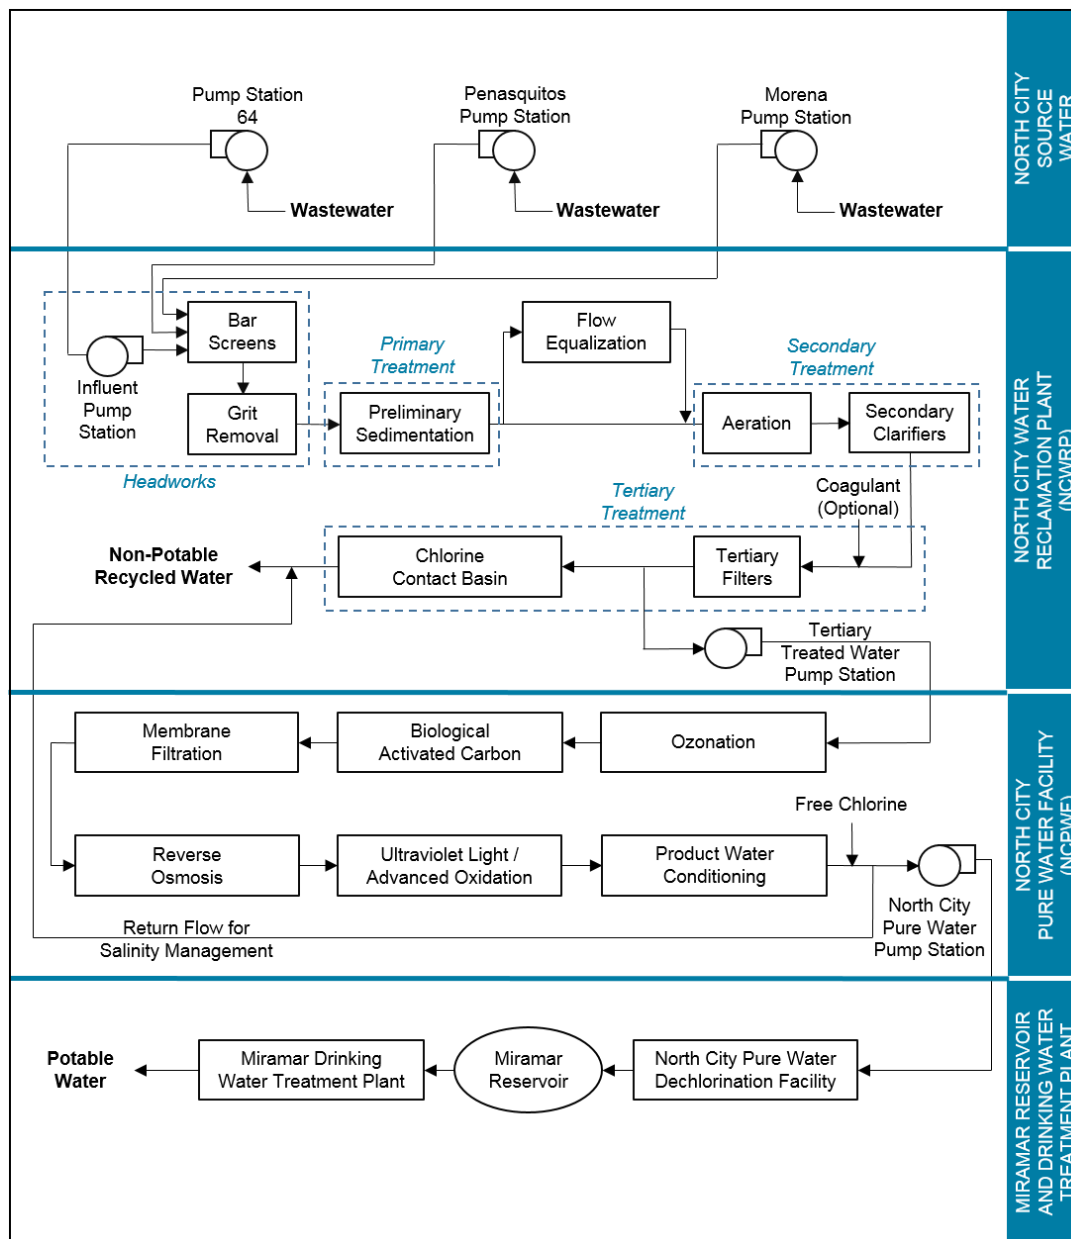 Pump Station
64
Penasquitos
Pump Station
Morena
Pump Station
Wastewater
Wastewater
Wastewater
NORTH CITY
SOURCE
WATER
Bar
Screens
Influent
Pump
Station
Grit
Removal
Headworks
Primary
Treatment
Preliminary
Sedimentation
Flow
Equalization
Secondary
Treatment
Aeration
Secondary
Clarifiers
Coagulant
(Optional)
Tertiary
Treatment
Non-Potable
Recycled Water
Chlorine
Contact Basin
Tertiary
Filters
Tertiary
Treated Water
Pump Station
NORTH CITY WATER
RECLAMATION PLANT
(NCWRP)
Membrane
Filtration
Biological
Activated Carbon
Ozonation
Free Chlorine
Reverse
Osmosis
Ultraviolet Light /
Advanced Oxidation
Product Water
Conditioning
North City
Pure Water
Pump Station
Return Flow for
Salinity Management
NORTH CITY
PURE WATER FACILITY
(NCPWF)
Potable
Water
Miramar Drinking
Water Treatment Plant
Miramar
Reservoir
North City Pure Water
Dechlorination Facility
MIRAMAR RESERVOIR
AND DRINKING WATER
TREATMENT PLANT